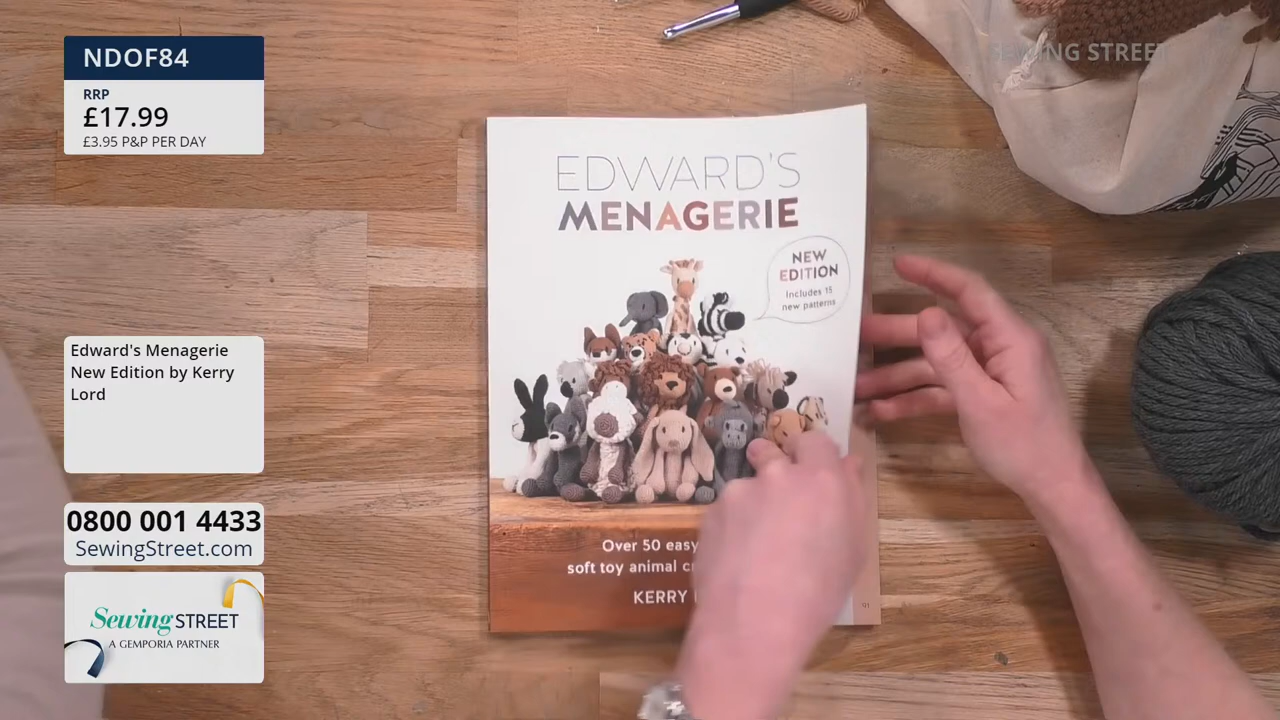 NDOF84
RRP
£17.99
£3.95 P&P PER DAY
Edward's Menagerie
New Edition by Kerry
Lord
0800 001 4433
SewingStreet.com
Sewing STREET
A GEMPORIA PARTNER
SEWING STREET
EDWARD'S
MENAGERIE
NEW
EDITION
Includes 15
new patterns
Over 50 easy
soft toy animal
KERRY
91